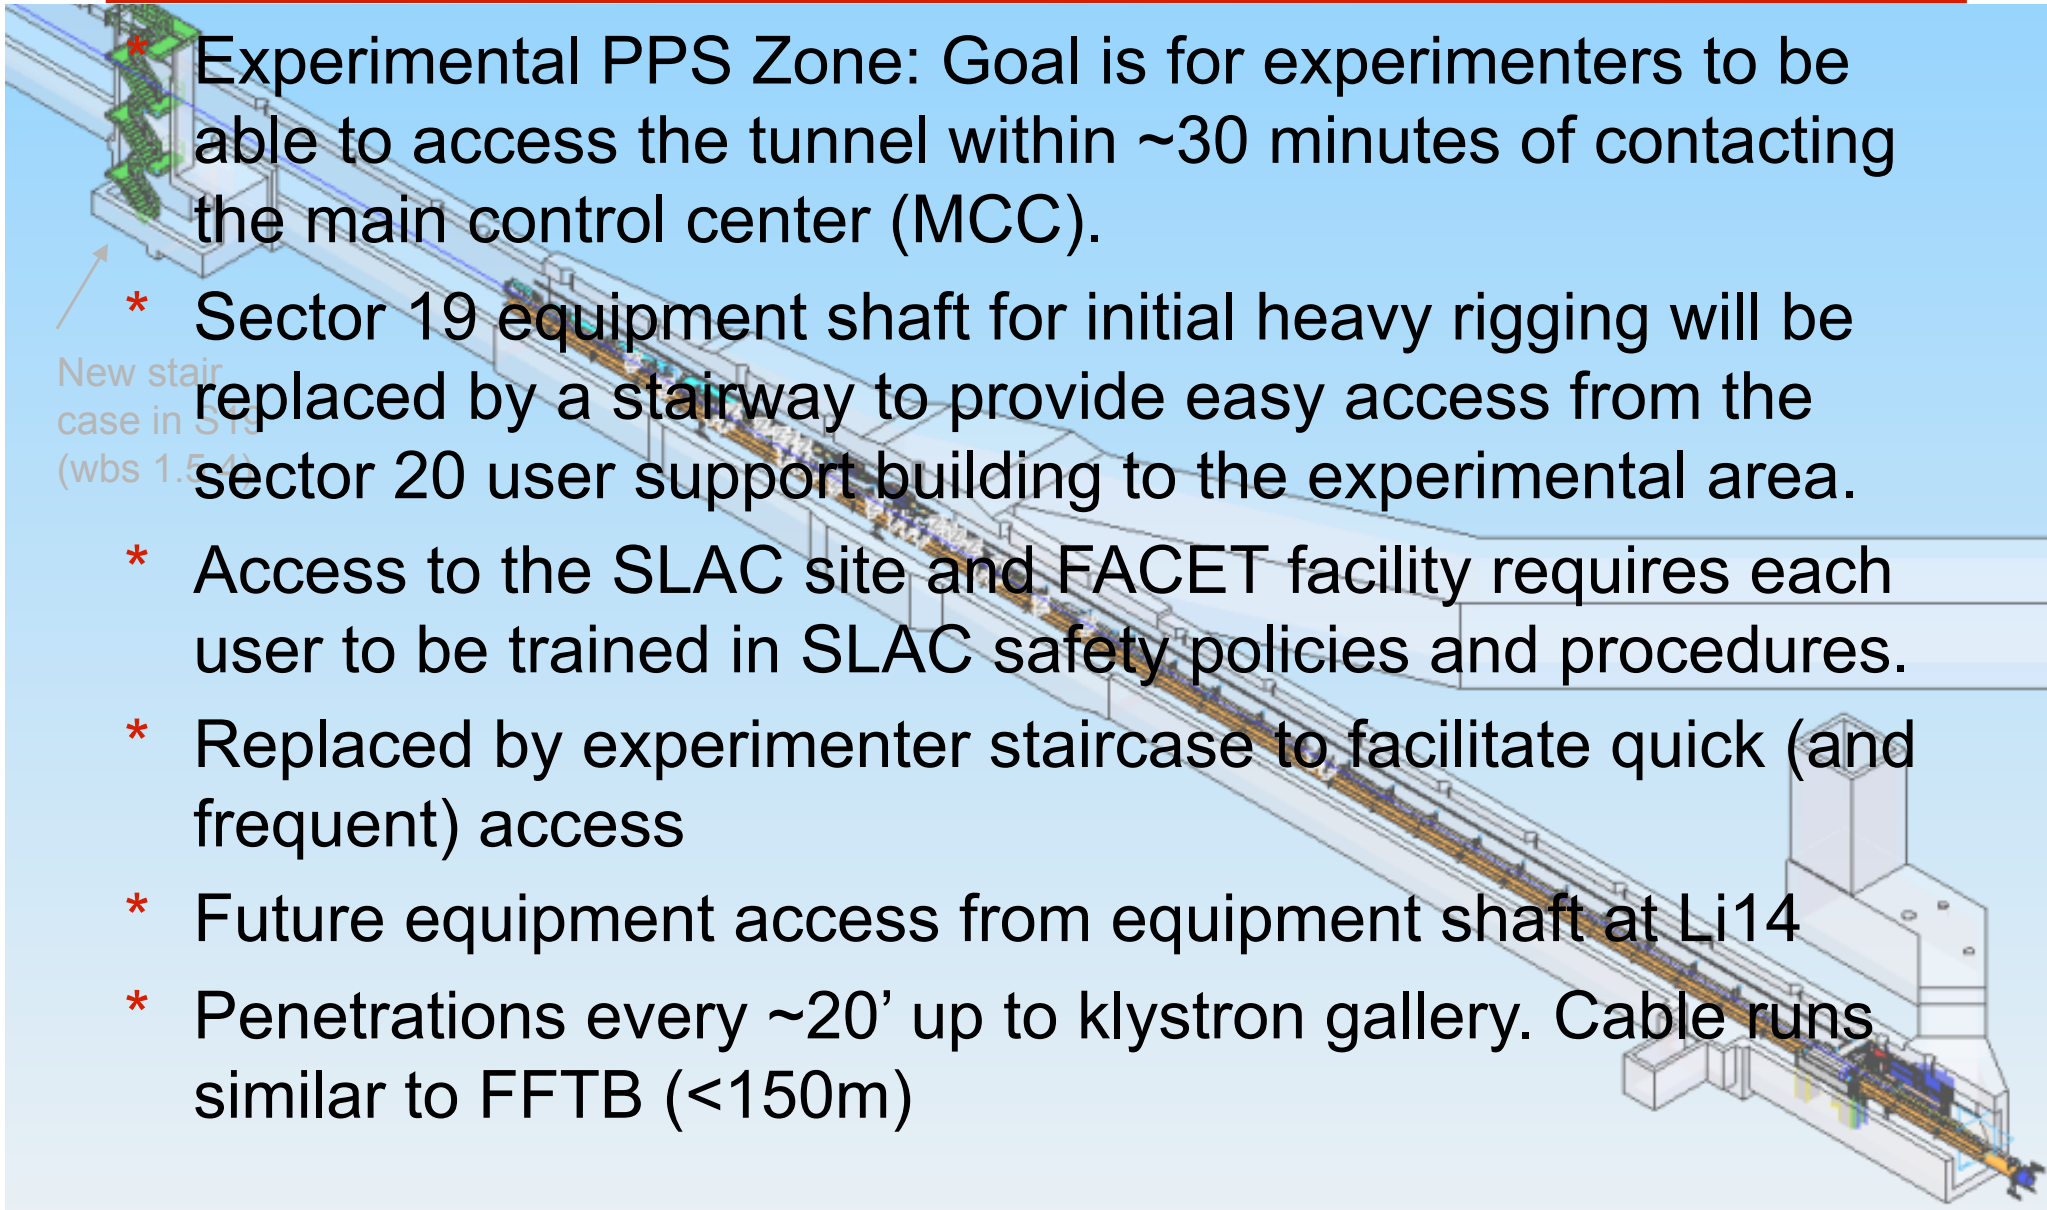 * Experimental PPS Zone: Goal is for experimenters to be
able to access the tunnel within ~30 minutes of contacting
the main control center (MCC).
* Sector 19 equipment shaft for initial heavy rigging will be
replaced by a stairway to provide easy access from the
sector 20 user support building to the experimental area.
* Access to the SLAC site and FACET facility requires each
user to be trained in SLAC safety policies and procedures.
* Replaced by experimenter staircase to facilitate quick (and
frequent) access
* Future equipment access from equipment shaft at Li14
* Penetrations every ~20’ up to klystron gallery. Cable runs
similar to FFTB (<150m)
New stair
case in S19
(wbs 1.5.4)